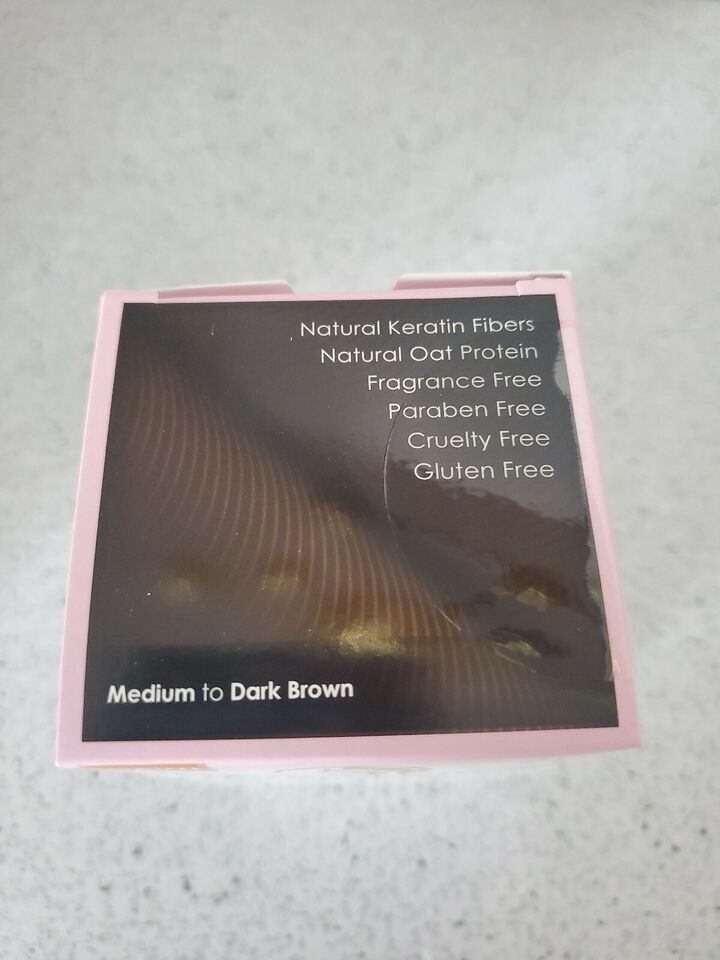 Natural Keratin Fibers
Natural Oat Protein
Fragrance Free
Paraben Free
Cruelty Free
Gluten Free
Medium to Dark Brown